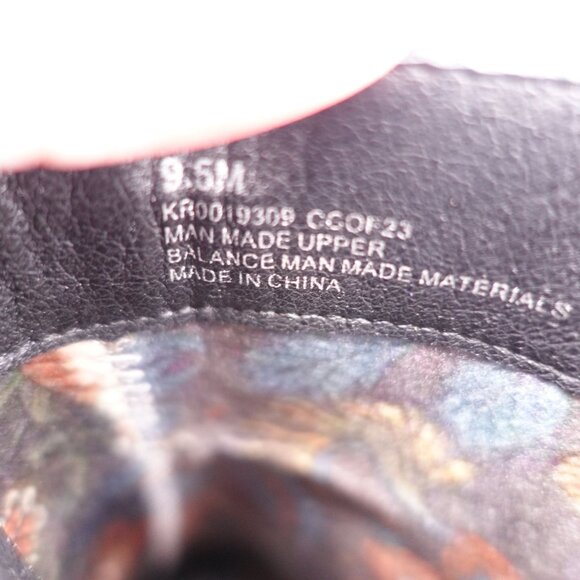 9.5M
KR0019309 CGOF23
MAN MADE UPPER
BALANCE MAN MADE MATERIALS
MADE IN CHINA